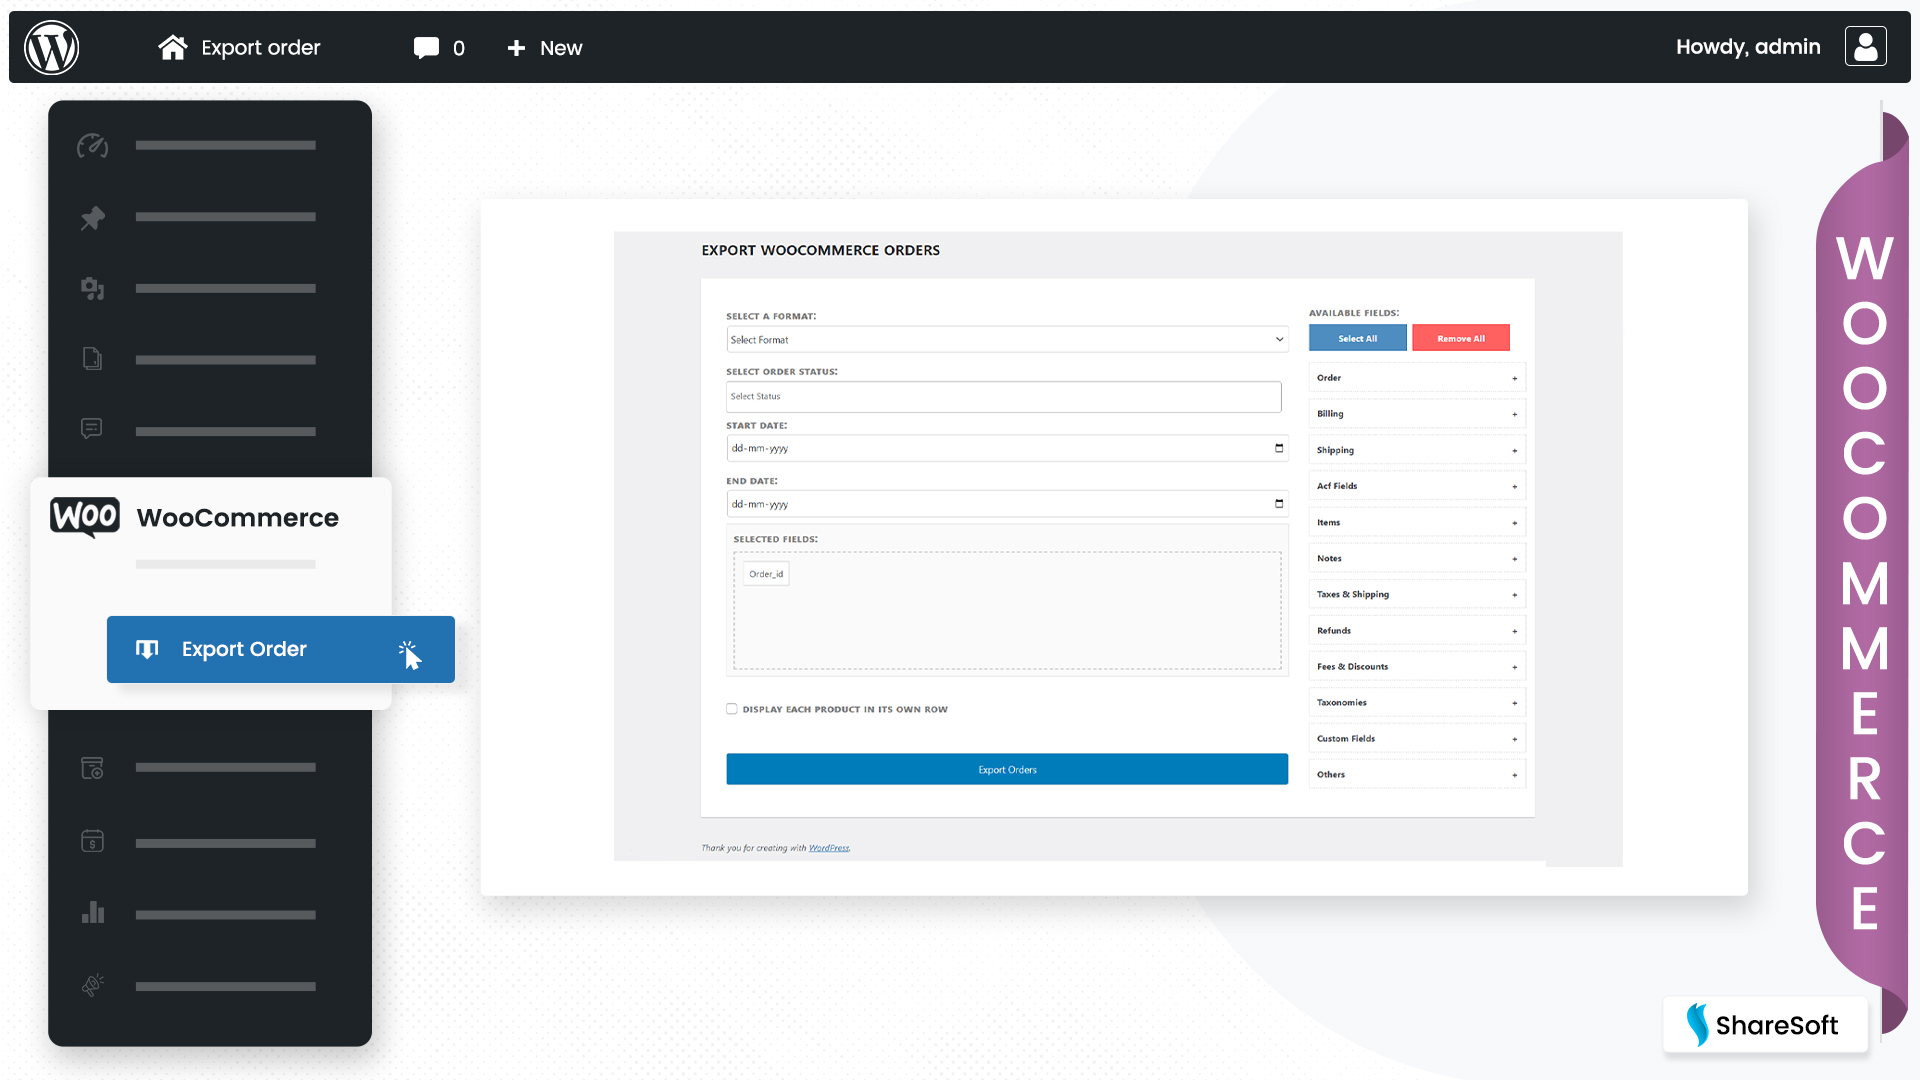 Export order
0
New
Howdy, admin
WOO
WooCommerce
Export Order
EXPORT WOOCOMMERCE ORDERS
SELECT A FORMAT:
Select Format
SELECT ORDER STATUS:
Select Status
START DATE:
dd-mm-yyyy
END DATE:
dd-mm-yyyy
SELECTED FIELDS:
Order_id
DISPLAY EACH PRODUCT IN ITS OWN ROW
Export Orders
AVAILABLE FIELDS:
Select All
Remove All
Order
Billing
Shipping
Acf Fields
Items
Notes
Taxes & Shipping
Refunds
Fees & Discounts
Taxonomies
Custom Fields
Others
Thank you for creating with WordPress.
WOOCOMMERCE
ShareSoft